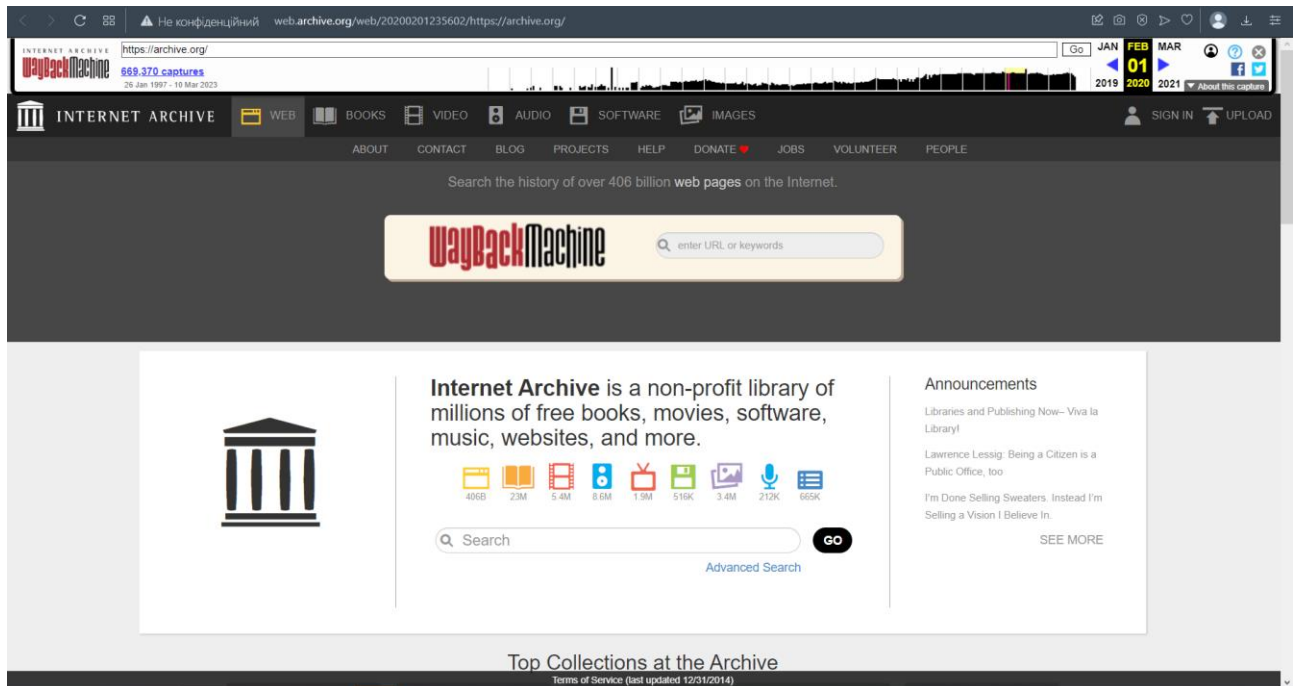 Не конфіденційний web.archive.org/web/20200201235602/https://archive.org/
INTERNET ARCHIVE
WayBackMachine
https://archive.org/
Go
JAN FEB MAR
669,370 captures
01
26 Jan 1997 - 10 Mar 2023
2019 2020 2021
About this capture
INTERNET ARCHIVE WEB BOOKS VIDEO AUDIO SOFTWARE IMAGES SIGN IN UPLOAD
ABOUT CONTACT BLOG PROJECTS HELP DONATE JOBS VOLUNTEER PEOPLE
Search the history of over 406 billion web pages on the Internet.
WayBackMachine
enter URL or keywords
Internet Archive is a non-profit library of
millions of free books, movies, software,
music, websites, and more.
406B 23M 5.4M 8.6M 1.9M 516K 3.4M 212K 665K
Search GO
Advanced Search
Announcements
Libraries and Publishing Now– Viva la
Library!
Lawrence Lessig: Being a Citizen is a
Public Office, too
I'm Done Selling Sweaters. Instead I'm
Selling a Vision I Believe In.
SEE MORE
Top Collections at the Archive
Terms of Service (last updated 12/31/2014)